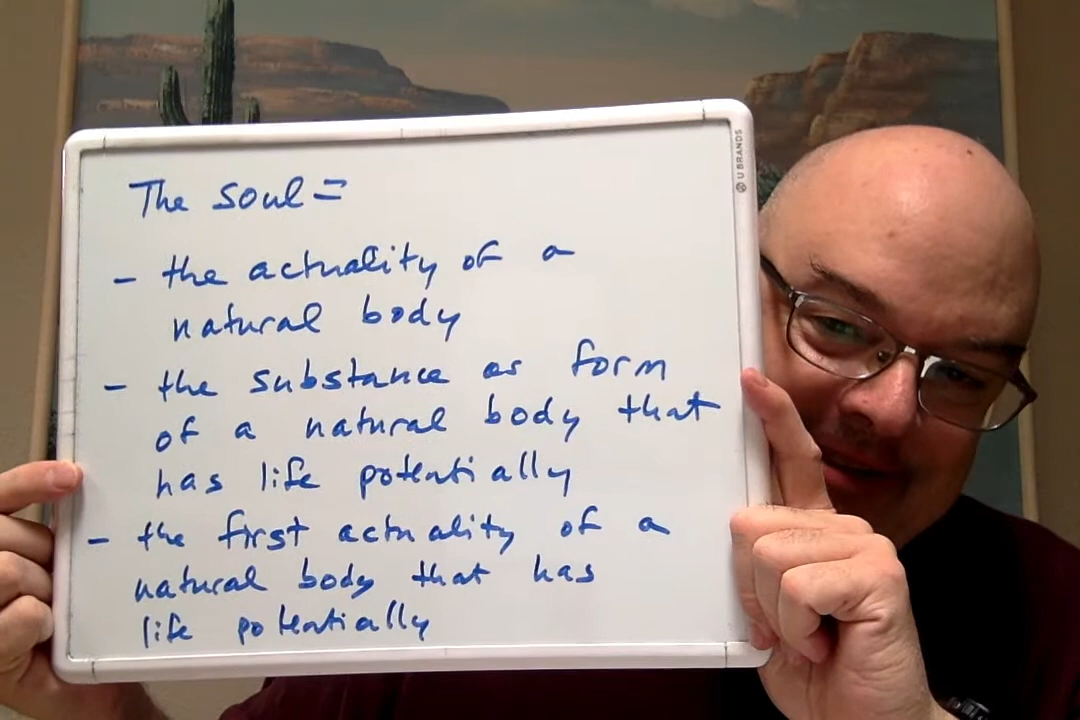 The soul =
- the actuality of a
natural body
- the substance as form
of a natural body that
has life potentially
- the first actuality of a
natural body that has
life potentially
U BRANDS